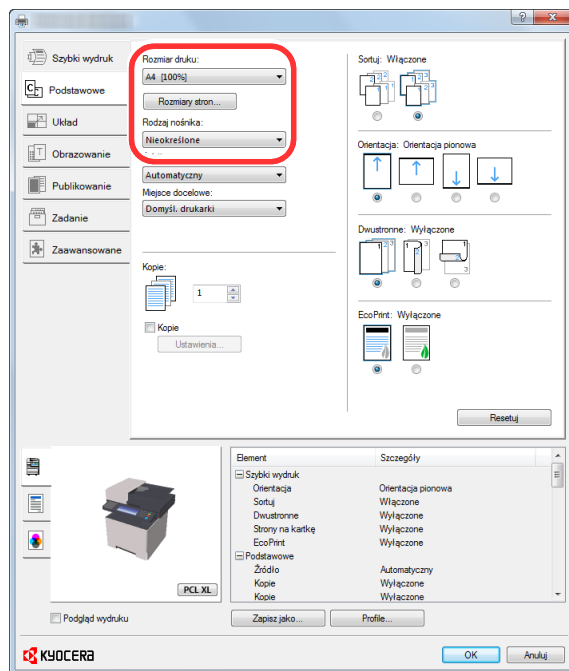 Szybki wydruk
Podstawowe
Układ
Obrazowanie
Publikowanie
Zadanie
Zaawansowane
Rozmiar druku:
A4 [100%]
Rozmiary stron...
Rodzaj nośnika:
Nieokreślone
Automatyczny
Miejsce docelowe:
Domyśl. drukarki
Kopie:
1
Kopie
Ustawienia...
Sortuj: Włączone
Orientacja: Orientacja pionowa
Dwustronne: Wyłączone
EcoPrint: Wyłączone
Resetuj
PCL XL
Element Szczegóły
Szybki wydruk
Orientacja Orientacja pionowa
Sortuj Włączone
Dwustronne Wyłączone
Strony na kartkę Wyłączone
EcoPrint Wyłączone
Podstawowe
Źródło Automatyczny
Kopie Wyłączone
Kopie Wyłączone
Podgląd wydruku
Zapisz jako... Profile...
KYOCERA
OK Anuluj